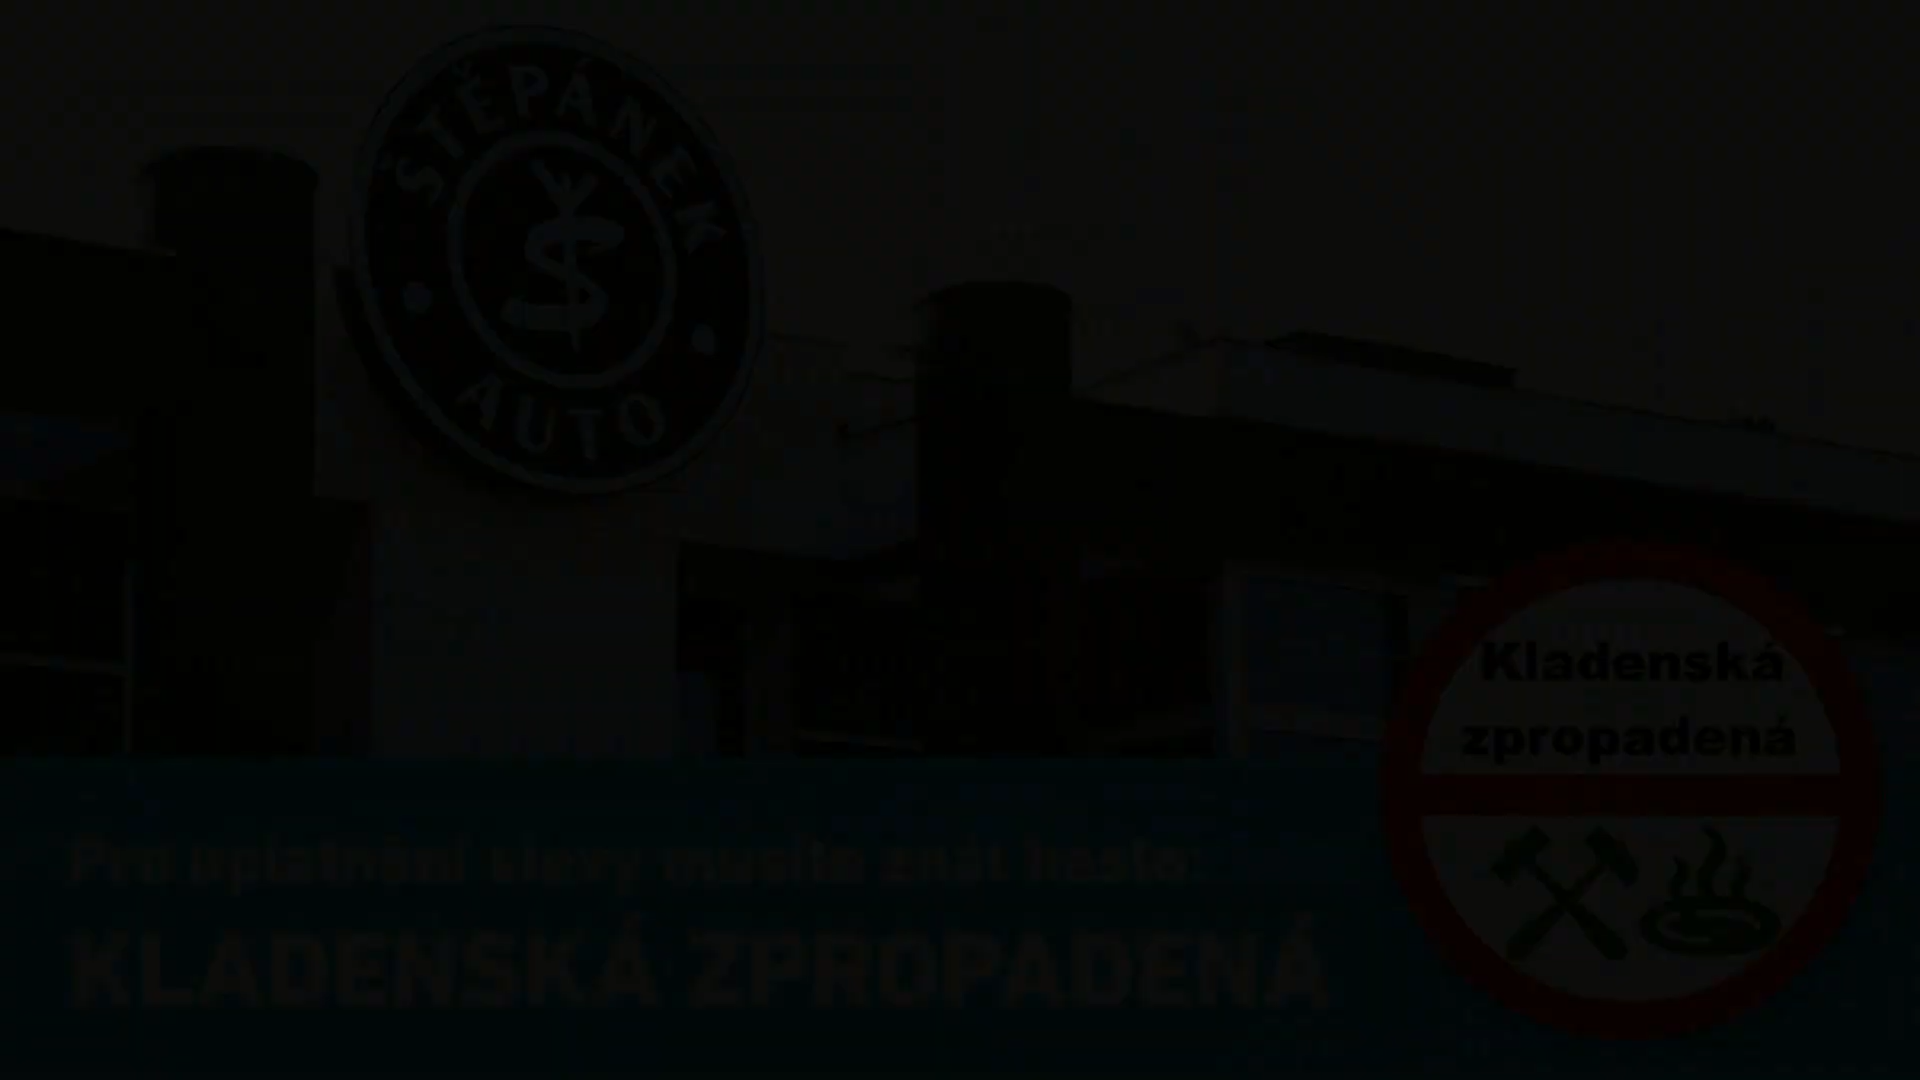 ŠTĚPÁNEK
AUTO
Kladenská
zpropadená
Pro uplatnění slevy musíte znát heslo:
KLADENSKÁ ZPROPADENÁ